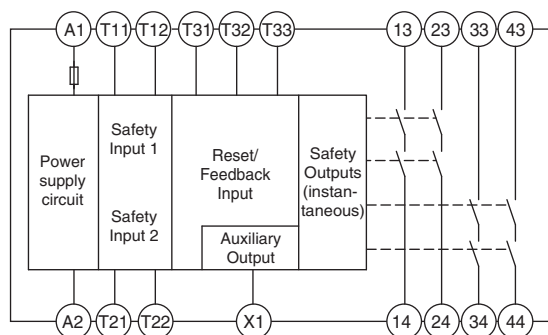 A1 T11 T12 T31 T32 T33 13 23 33 43
Power
supply
circuit
Safety
Input 1
Safety
Input 2
Reset/
Feedback
Input
Auxiliary
Output
Safety
Outputs
(instan-
taneous)
A2 T21 T22 X1 14 24 34 44